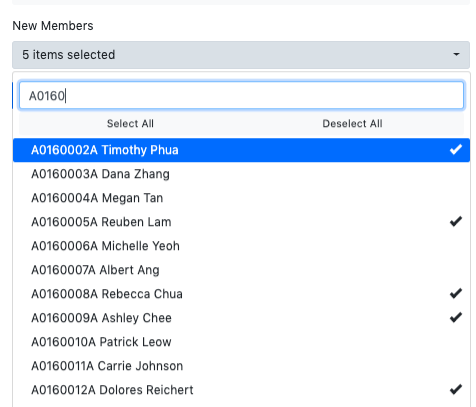 New Members
5 items selected
A0160
Select All Deselect All
A0160002A Timothy Phua
A0160003A Dana Zhang
A0160004A Megan Tan
A0160005A Reuben Lam
A0160006A Michelle Yeoh
A0160007A Albert Ang
A0160008A Rebecca Chua
A0160009A Ashley Chee
A0160010A Patrick Leow
A0160011A Carrie Johnson
A0160012A Dolores Reichert